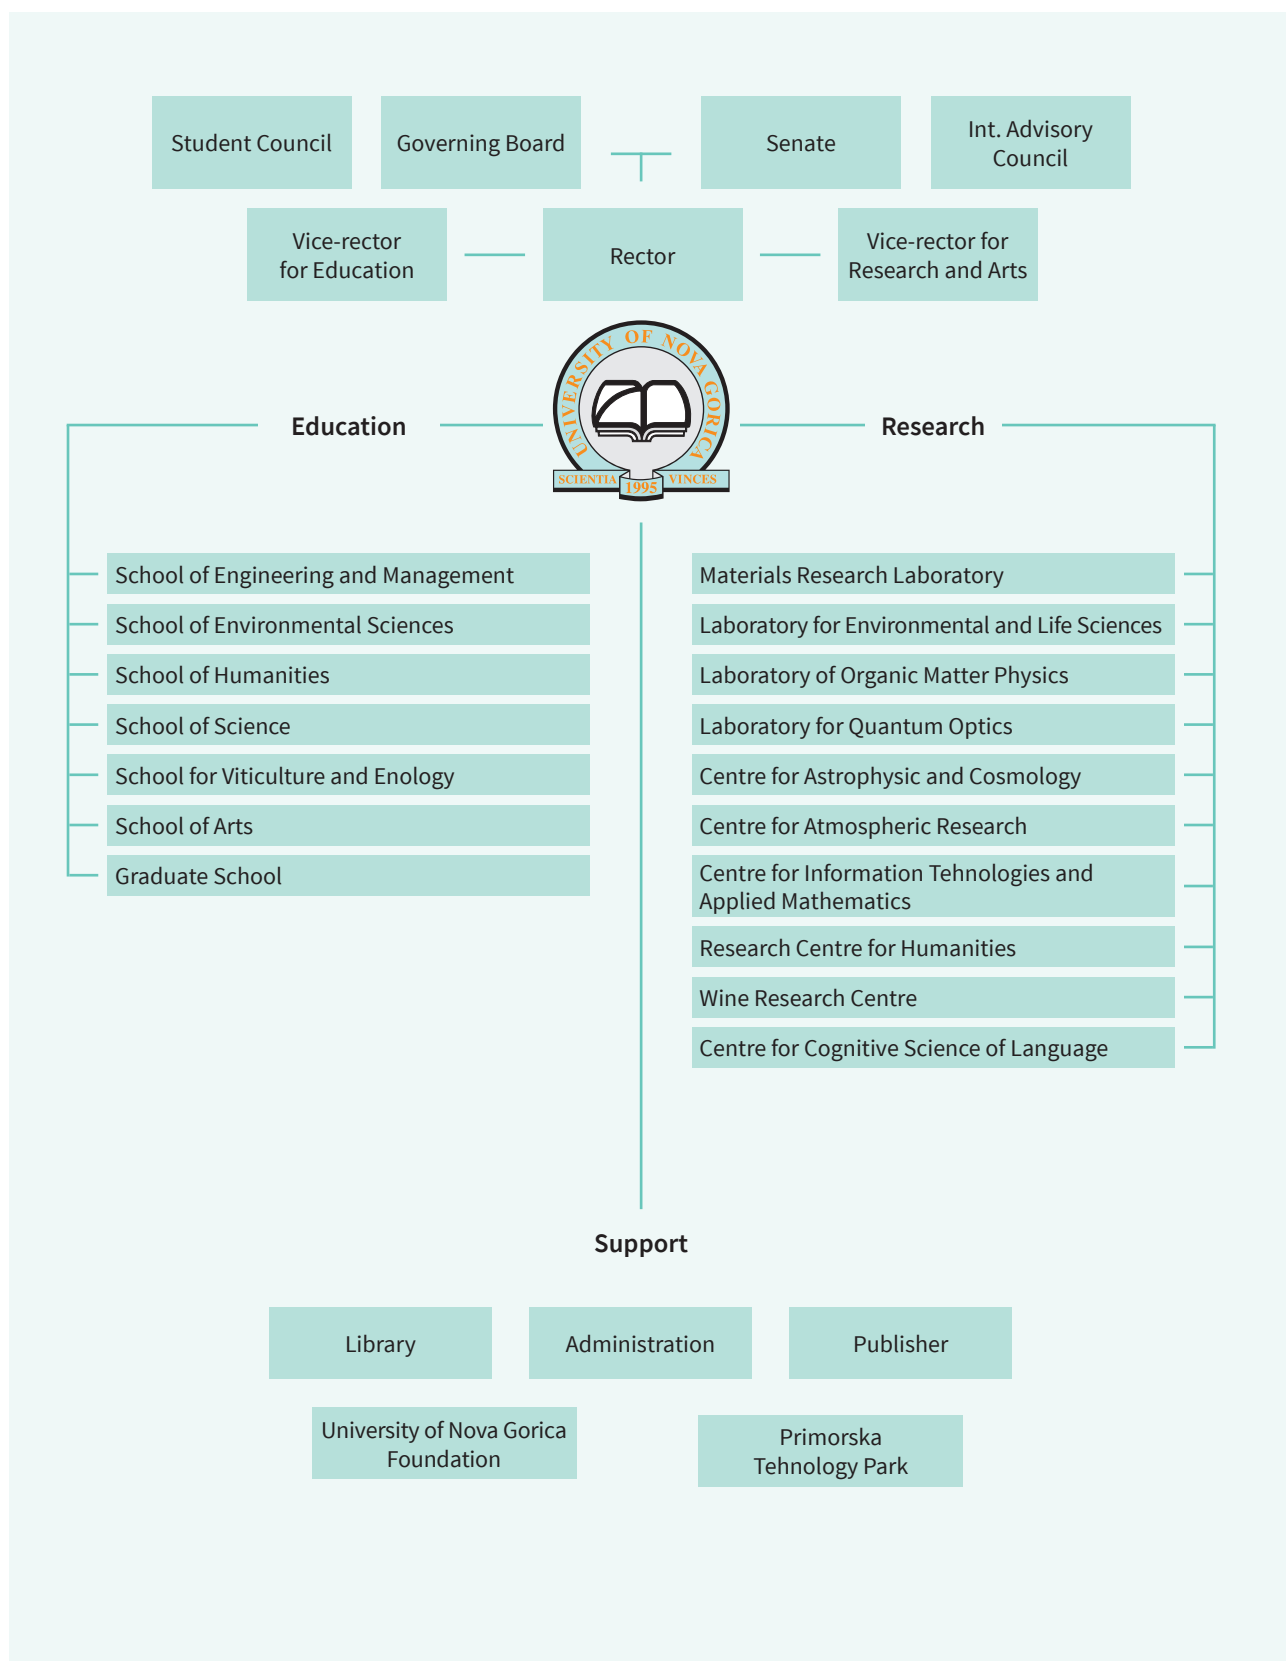 Student Council
Governing Board
Senate
Int. Advisory
Council
Vice-rector
for Education
Rector
Vice-rector for
Research and Arts
UNIVERSITY OF NOVA GORICA
SCIENTIA
1995
VINCES
Education
Research
School of Engineering and Management
School of Environmental Sciences
School of Humanities
School of Science
School for Viticulture and Enology
School of Arts
Graduate School
Materials Research Laboratory
Laboratory for Environmental and Life Sciences
Laboratory of Organic Matter Physics
Laboratory for Quantum Optics
Centre for Astrophysic and Cosmology
Centre for Atmospheric Research
Centre for Information Tehnologies and
Applied Mathematics
Research Centre for Humanities
Wine Research Centre
Centre for Cognitive Science of Language
Support
Library
Administration
Publisher
University of Nova Gorica
Foundation
Primorska
Tehnology Park